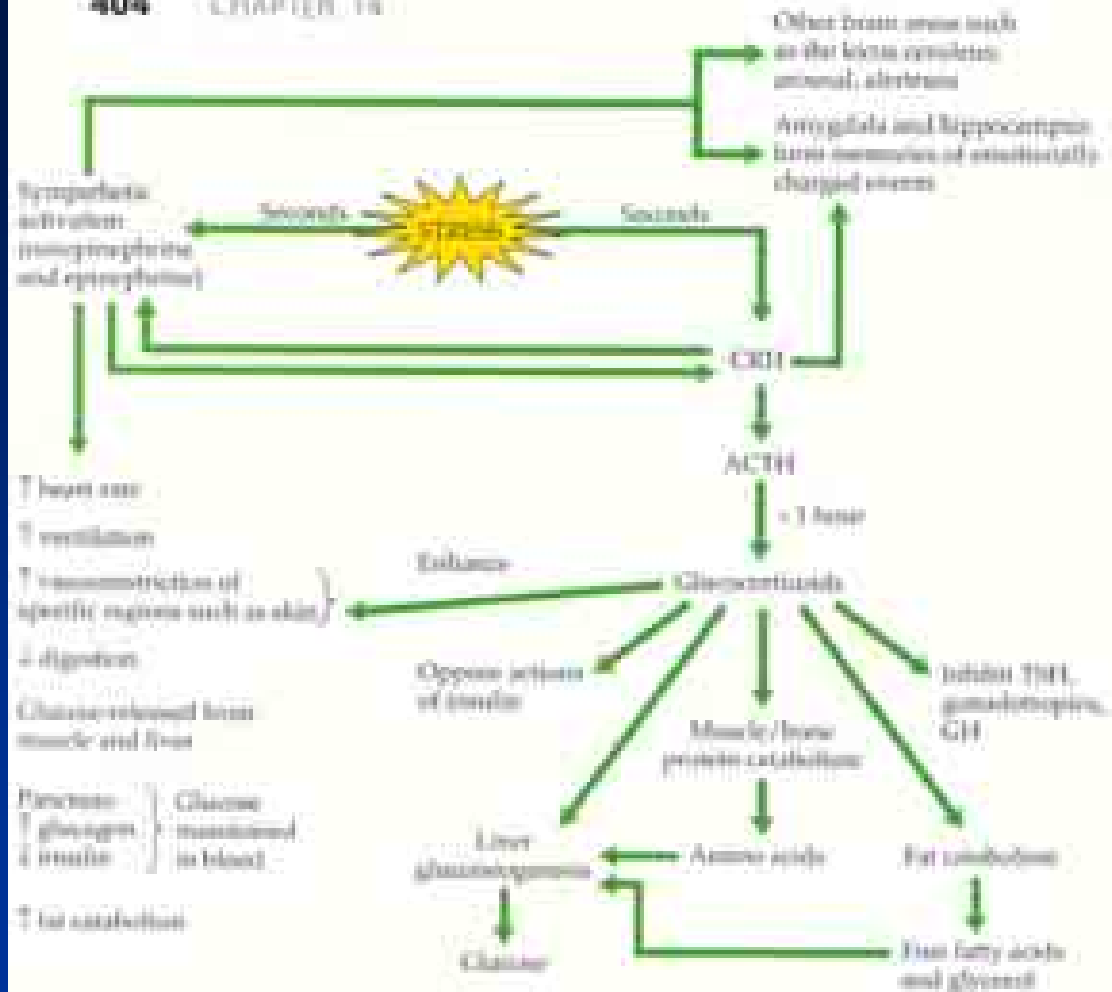 404 CHAPTER 14
Other brain areas such
as the locus ceruleus
arousal, alertness
Amygdala and hippocampus
form memories of emotionally
charged events
Sympathetic
activation
(norepinephrine
and epinephrine)
Seconds
STRESS
Seconds
CRH
ACTH
~ 1 hour
↑ heart rate
↑ ventilation
↑ vasoconstriction of
specific regions such as skin
↓ digestion
Glucose released from
muscle and liver
Pancreas
↑ glucagon
↓ insulin
Glucose
maintained
in blood
↑ fat catabolism
Enhance
Glucocorticoids
Oppose actions
of insulin
Muscle/bone
protein catabolism
Inhibit TSH,
gonadotropins,
GH
Liver
gluconeogenesis
Amino acids
Fat catabolism
Glucose
Free fatty acids
and glycerol